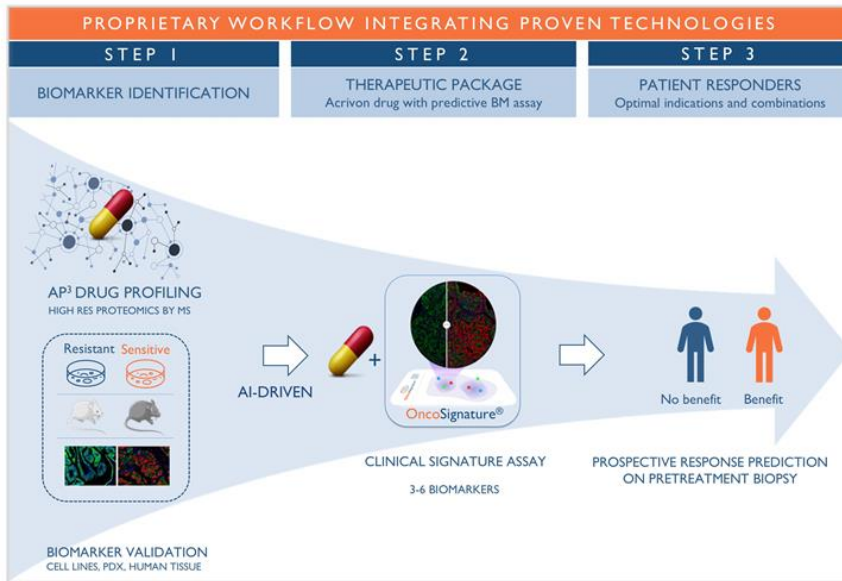 PROPRIETARY WORKFLOW INTEGRATING PROVEN TECHNOLOGIES
STEP 1
BIOMARKER IDENTIFICATION
STEP 2
THERAPEUTIC PACKAGE
Acrivon drug with predictive BM assay
STEP 3
PATIENT RESPONDERS
Optimal indications and combinations
AP³ DRUG PROFILING
HIGH RES PROTEOMICS BY MS
Resistant Sensitive
BIOMARKER VALIDATION
CELL LINES, PDX, HUMAN TISSUE
AI-DRIVEN
+
OncoSignature®
CLINICAL SIGNATURE ASSAY
3-6 BIOMARKERS
No benefit Benefit
PROSPECTIVE RESPONSE PREDICTION
ON PRETREATMENT BIOPSY